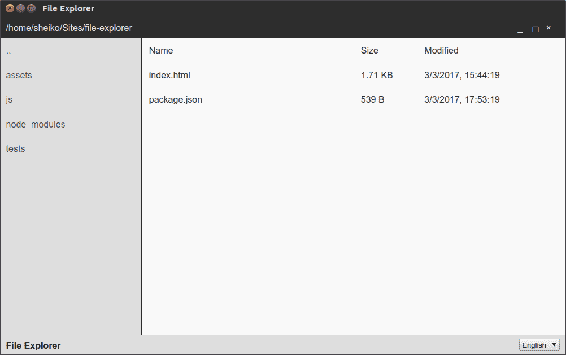 File Explorer
/home/sheiko/Sites/file-explorer
..
assets
js
node_modules
tests
Name Size Modified
index.html 1.71 KB 3/3/2017, 15:44:19
package.json 539 B 3/3/2017, 17:53:19
File Explorer
English